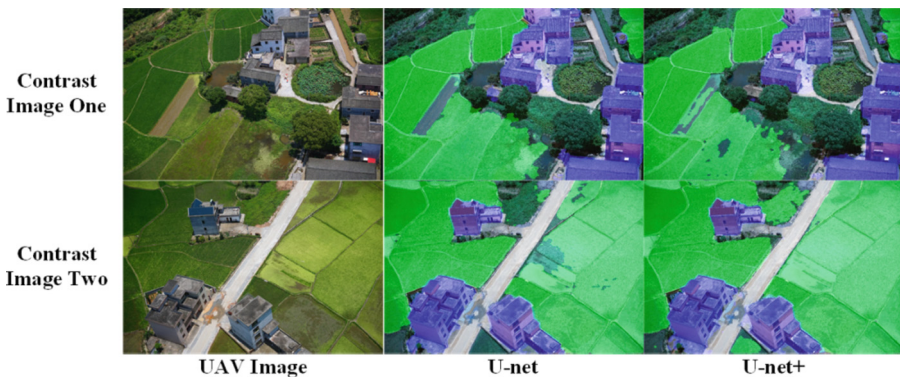 Contrast
Image One
Contrast
Image Two
UAV Image
U-net
U-net+